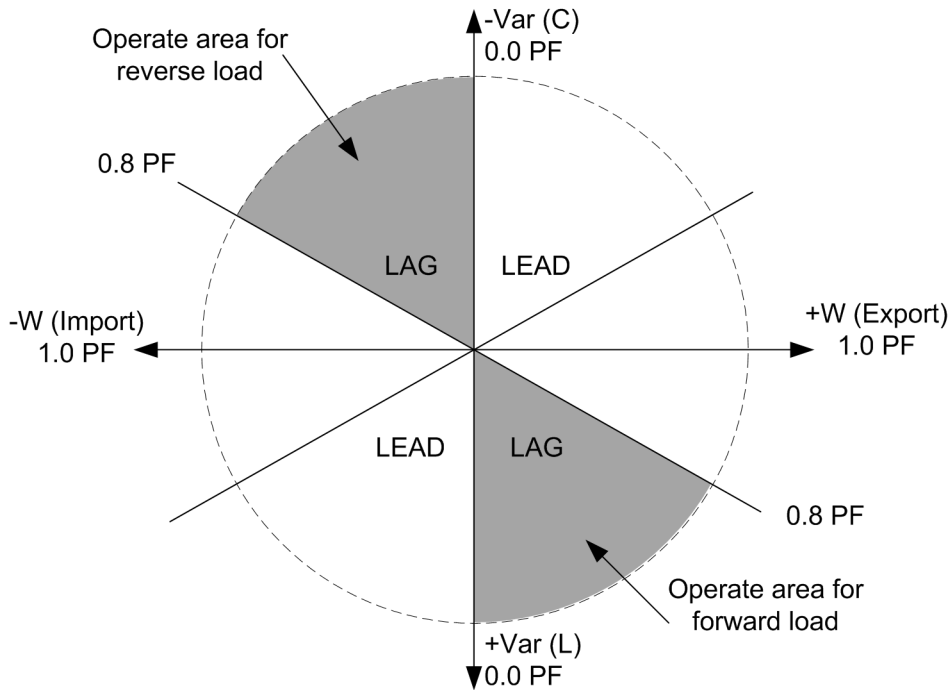 -Var (C)
0.0 PF
Operate area for
reverse load
0.8 PF
LAG
LEAD
-W (Import)
1.0 PF
+W (Export)
1.0 PF
LEAD
LAG
0.8 PF
Operate area for
forward load
+Var (L)
0.0 PF